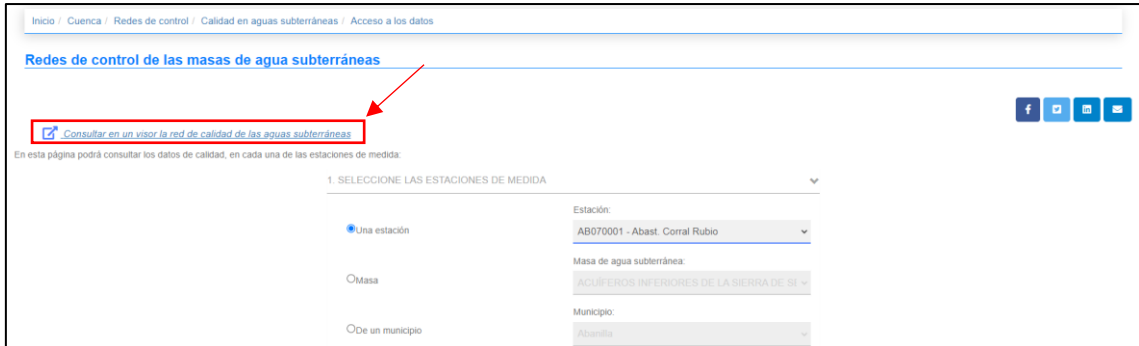 Inicio / Cuenca / Redes de control / Calidad en aguas subterráneas / Acceso a los datos
Redes de control de las masas de agua subterráneas
Consultar en un visor la red de calidad de las aguas subterráneas
En esta página podrá consultar los datos de calidad, en cada una de las estaciones de medida:
1. SELECCIONE LAS ESTACIONES DE MEDIDA
Estación:
Una estación
AB070001 - Abast. Corral Rubio
Masa de agua subterránea:
Masa
ACUÍFEROS INFERIORES DE LA SIERRA DE SE
Municipio:
De un municipio
Abanilla